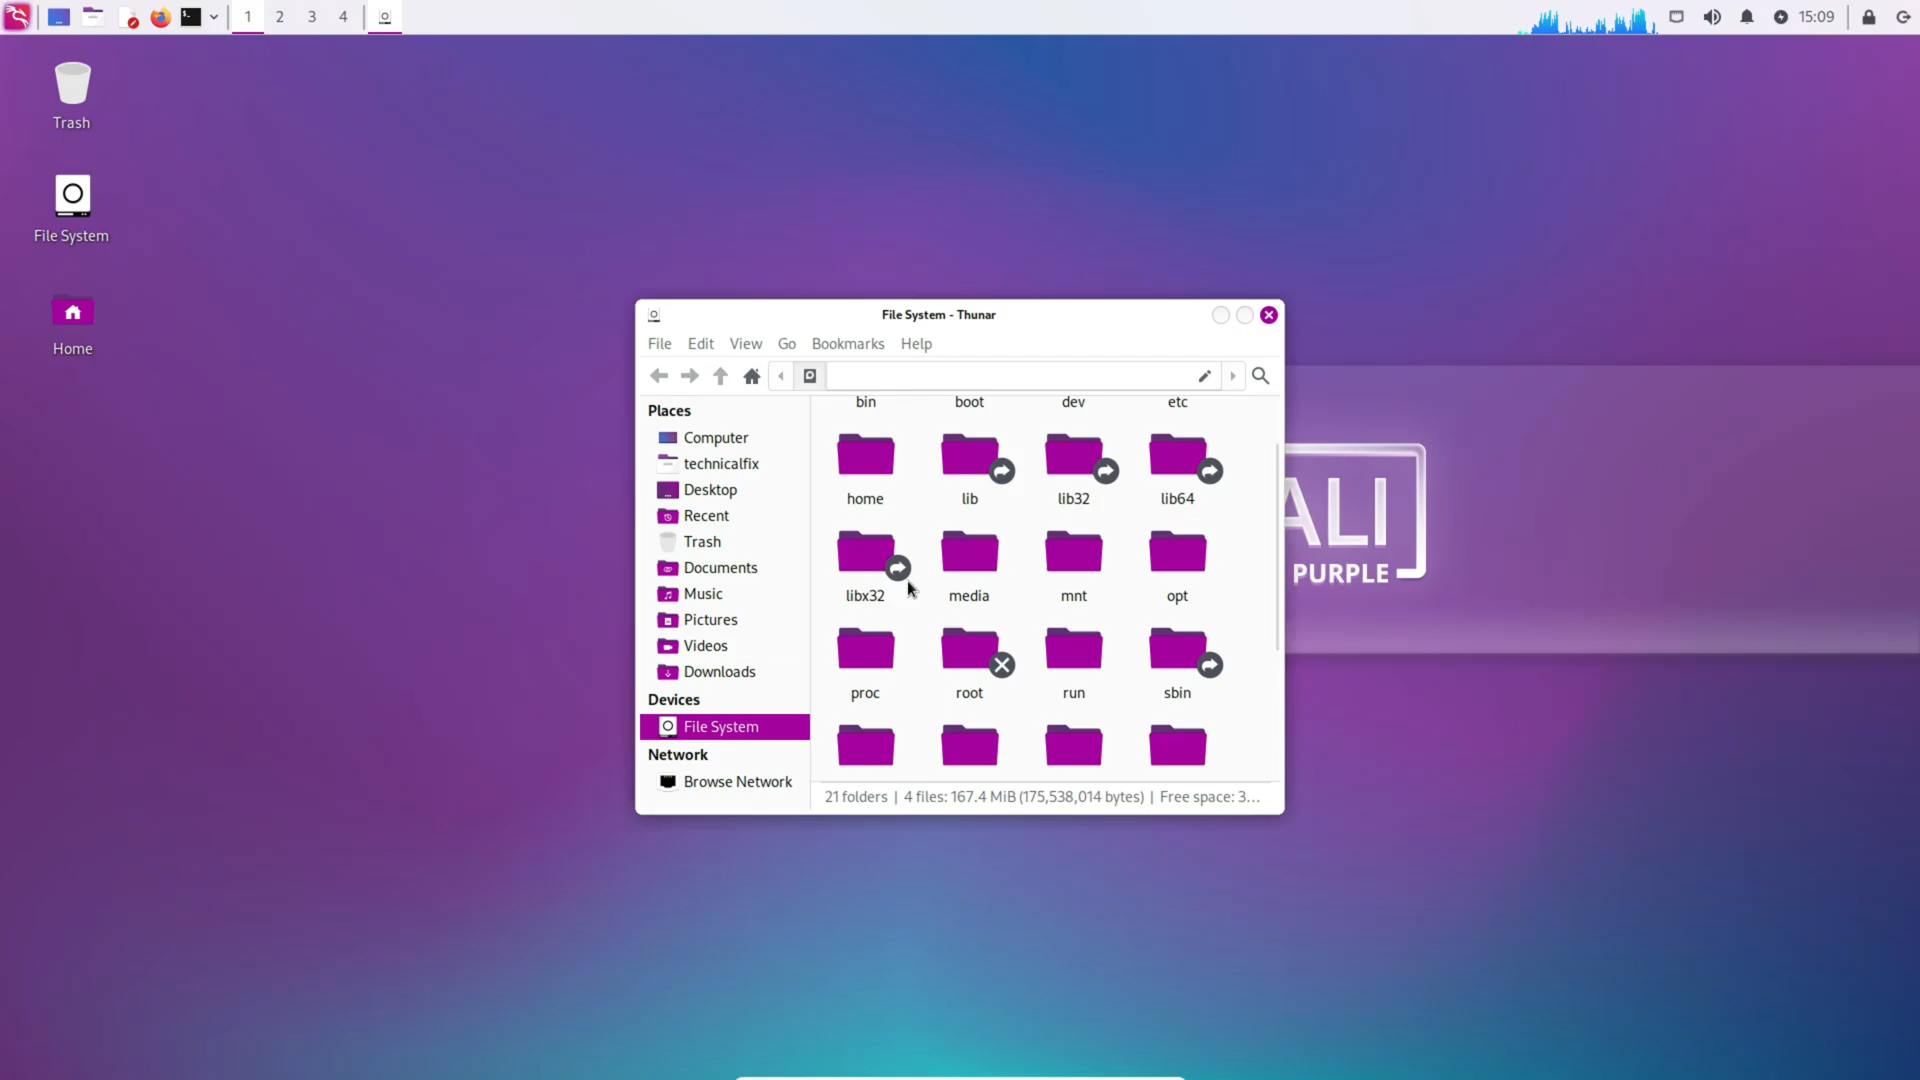 1 2 3 4
15:09
Trash
File System
Home
File System - Thunar
File Edit View Go Bookmarks Help
Places
Computer
technicalfix
Desktop
Recent
Trash
Documents
Music
Pictures
Videos
Downloads
Devices
File System
Network
Browse Network
bin boot dev etc
home lib lib32 lib64
libx32 media mnt opt
proc root run sbin
21 folders | 4 files: 167.4 MiB (175,538,014 bytes) | Free space: 3...
ALI
PURPLE